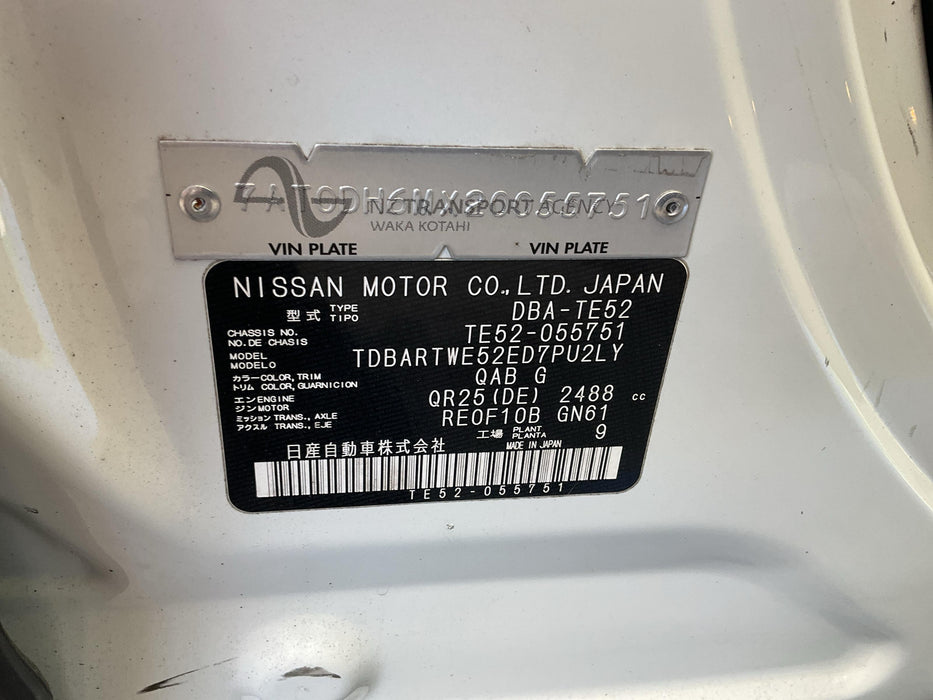 NZ TRANSPORT AGENCY
WAKA KOTAHI
VIN PLATE VIN PLATE
NISSAN MOTOR CO.,LTD. JAPAN
型式 TYPE TIPO DBA-TE52
CHASSIS NO. NO. DE CHASIS TE52-055751
MODEL MODELO TDBARTWE52ED7PU2LY
カラー COLOR, TRIM トリム COLOR, GUARNICION QAB G
エン ENGINE ジン MOTOR QR25(DE) 2488 cc
ミッション TRANS., AXLE アクスル TRANS., EJE RE0F10B GN61
工場 PLANT PLANTA 9
日産自動車株式会社 MADE IN JAPAN
TE52-055751